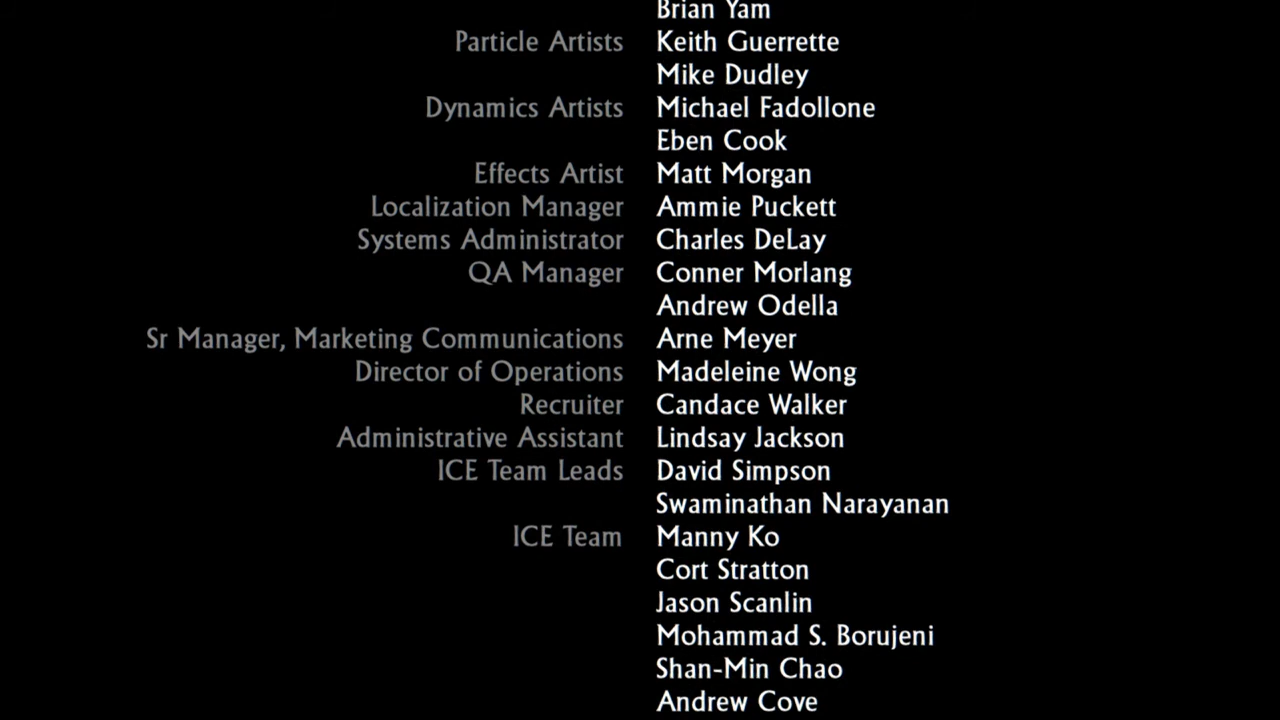 Brian Yam
Particle Artists Keith Guerrette
Mike Dudley
Dynamics Artists Michael Fadollone
Eben Cook
Effects Artist Matt Morgan
Localization Manager Ammie Puckett
Systems Administrator Charles DeLay
QA Manager Conner Morlang
Andrew Odella
Sr Manager, Marketing Communications Arne Meyer
Director of Operations Madeleine Wong
Recruiter Candace Walker
Administrative Assistant Lindsay Jackson
ICE Team Leads David Simpson
Swaminathan Narayanan
ICE Team Manny Ko
Cort Stratton
Jason Scanlin
Mohammad S. Borujeni
Shan-Min Chao
Andrew Cove